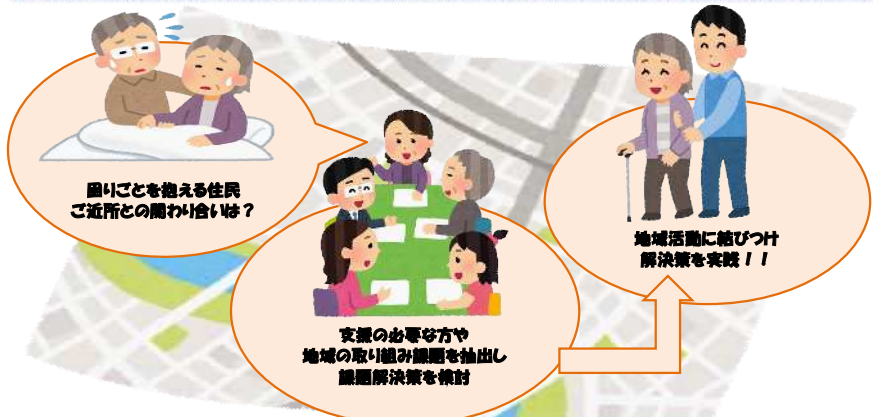 困りごとを抱える住民
ご近所との関わり合いは？
支援の必要な方や
地域の取り組み課題を抽出し
課題解決策を検討
地域活動に結びつけ
解決策を実践！！